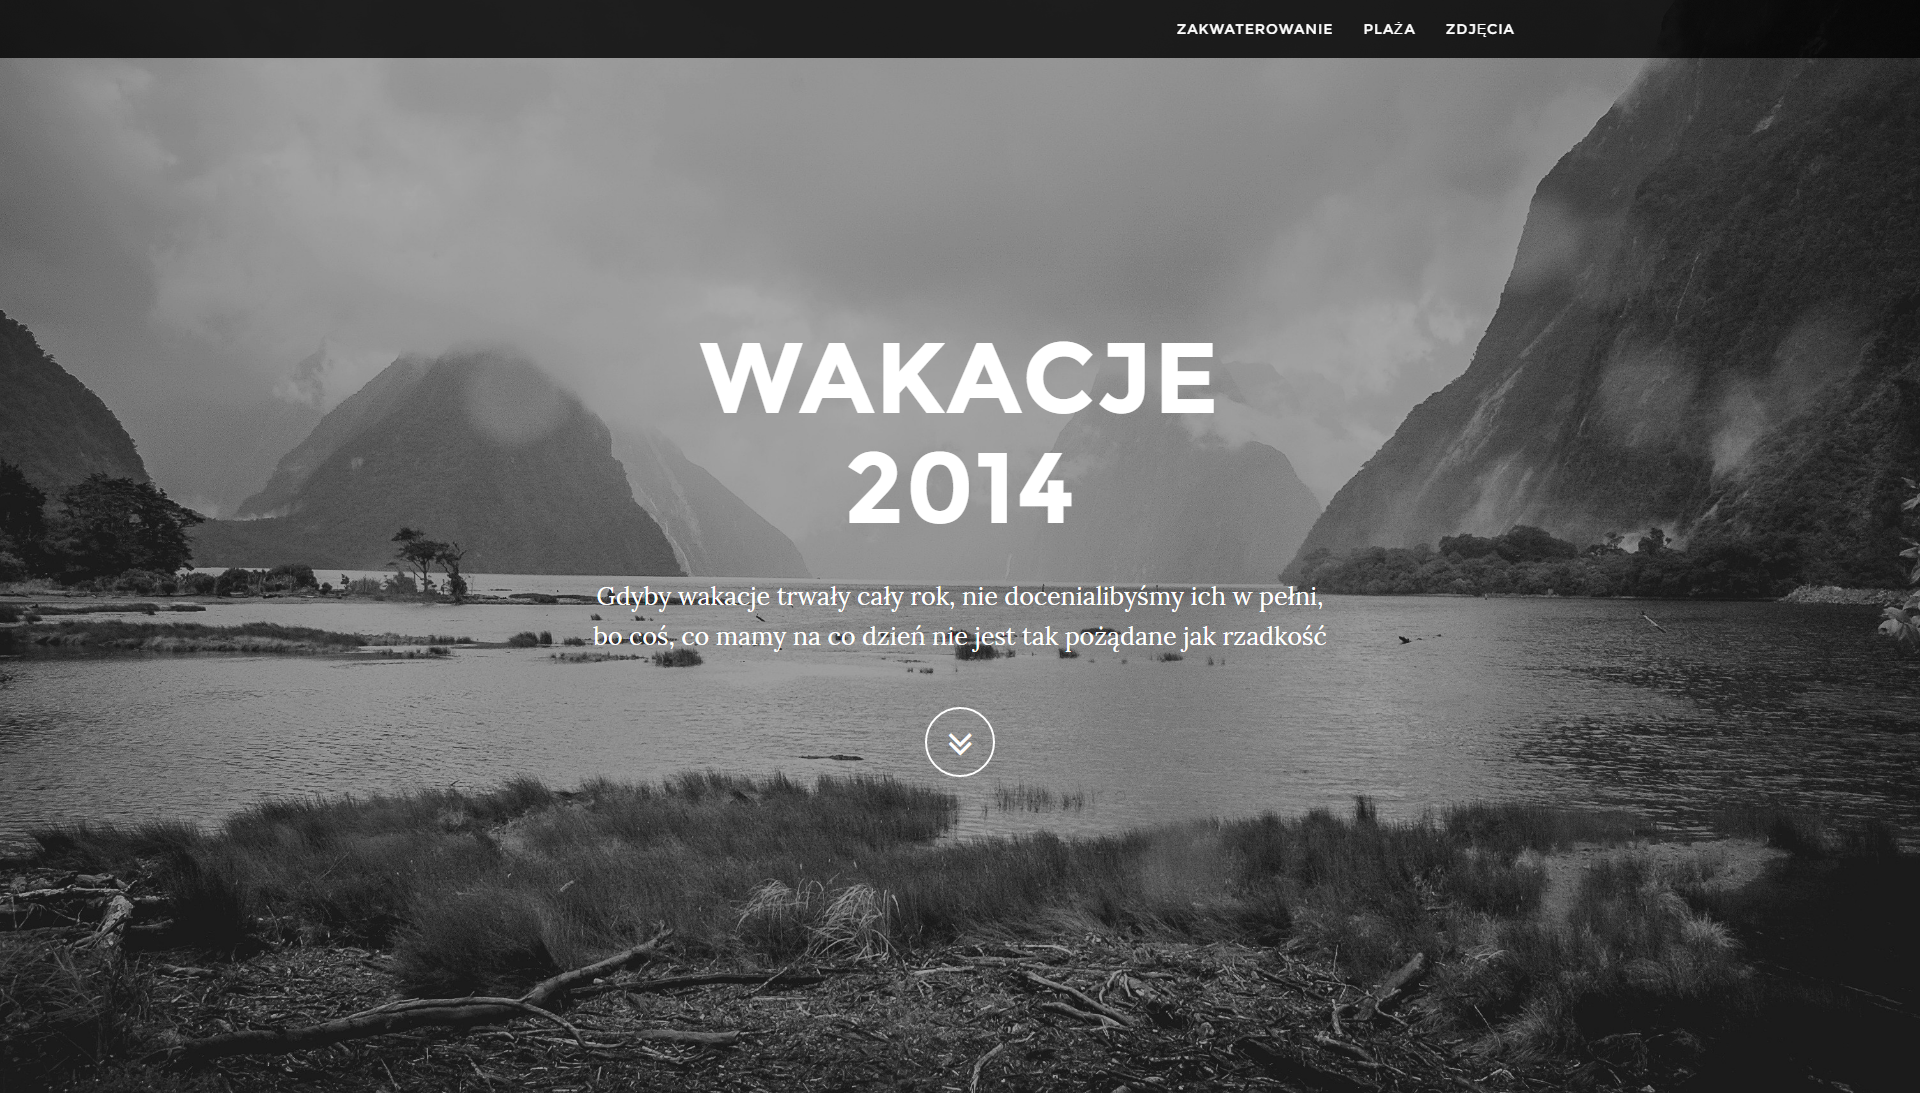 ZAKWATEROWANIE PLAŻA ZDJĘCIA
WAKACJE
2014
Gdyby wakacje trwały cały rok, nie docenialibyśmy ich w pełni,
bo coś, co mamy na co dzień nie jest tak pożądane jak rzadkość